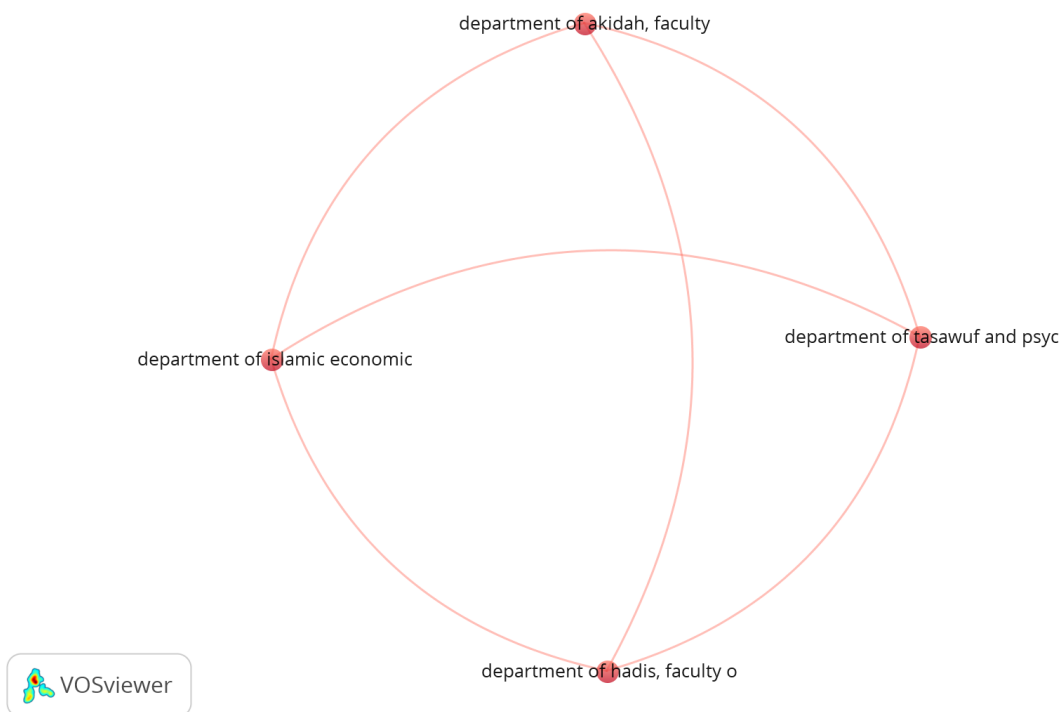 department of akidah, faculty
department of tasawuf and psyc
department of islamic economic
department of hadis, faculty o
VOSviewer